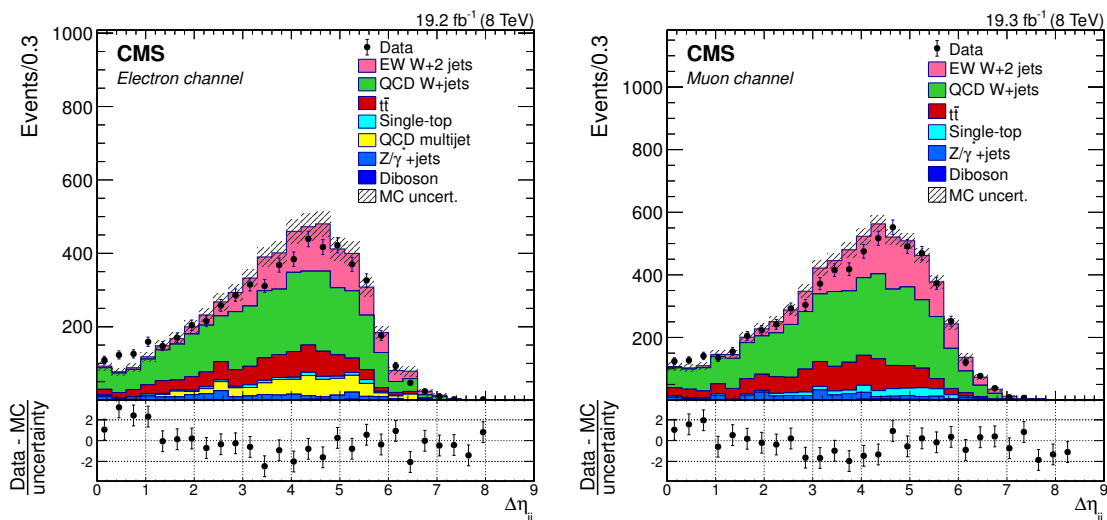 19.2 fb⁻¹ (8 TeV)
CMS
Electron channel
Data
EW W+2 jets
QCD W+jets
tt̄
Single-top
QCD multijet
Z/γ* +jets
Diboson
MC uncert.
Events/0.3
1000
800
600
400
200
Data - MC
uncertainty
2
0
-2
0 1 2 3 4 5 6 7 8 9
Δη_jj
19.3 fb⁻¹ (8 TeV)
CMS
Muon channel
Data
EW W+2 jets
QCD W+jets
tt̄
Single-top
Z/γ* +jets
Diboson
MC uncert.
Events/0.3
1000
800
600
400
200
Data - MC
uncertainty
2
0
-2
0 1 2 3 4 5 6 7 8 9
Δη_jj